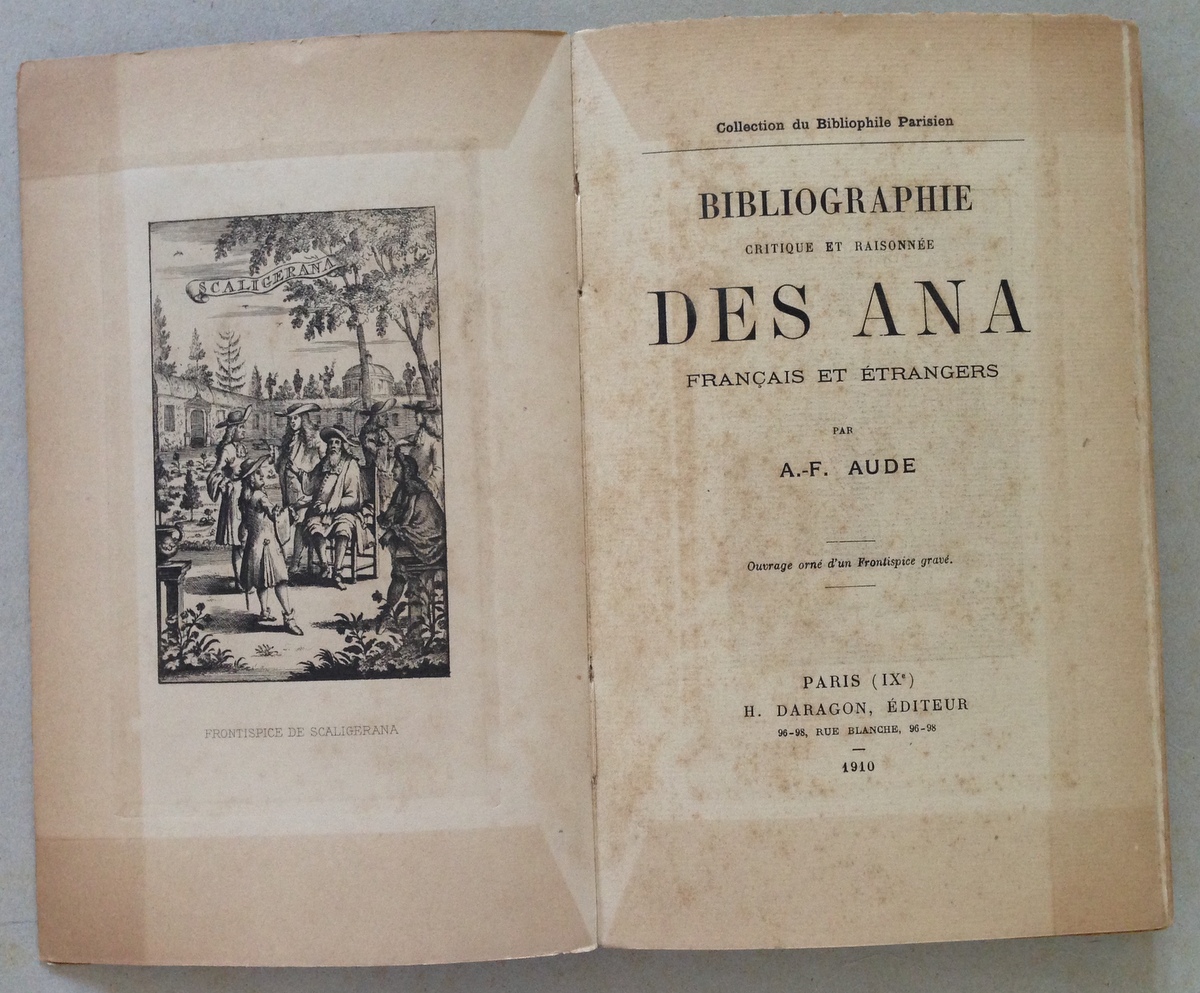 SCALIGERANA
FRONTISPICE DE SCALIGERANA
Collection du Bibliophile Parisien
BIBLIOGRAPHIE
CRITIQUE ET RAISONNÉE
DES ANA
FRANÇAIS ET ÉTRANGERS
PAR
A.-F. AUDE
Ouvrage orné d'un Frontispice gravé.
PARIS (IXᵉ)
H. DARAGON, ÉDITEUR
96-98, RUE BLANCHE, 96-98
1910